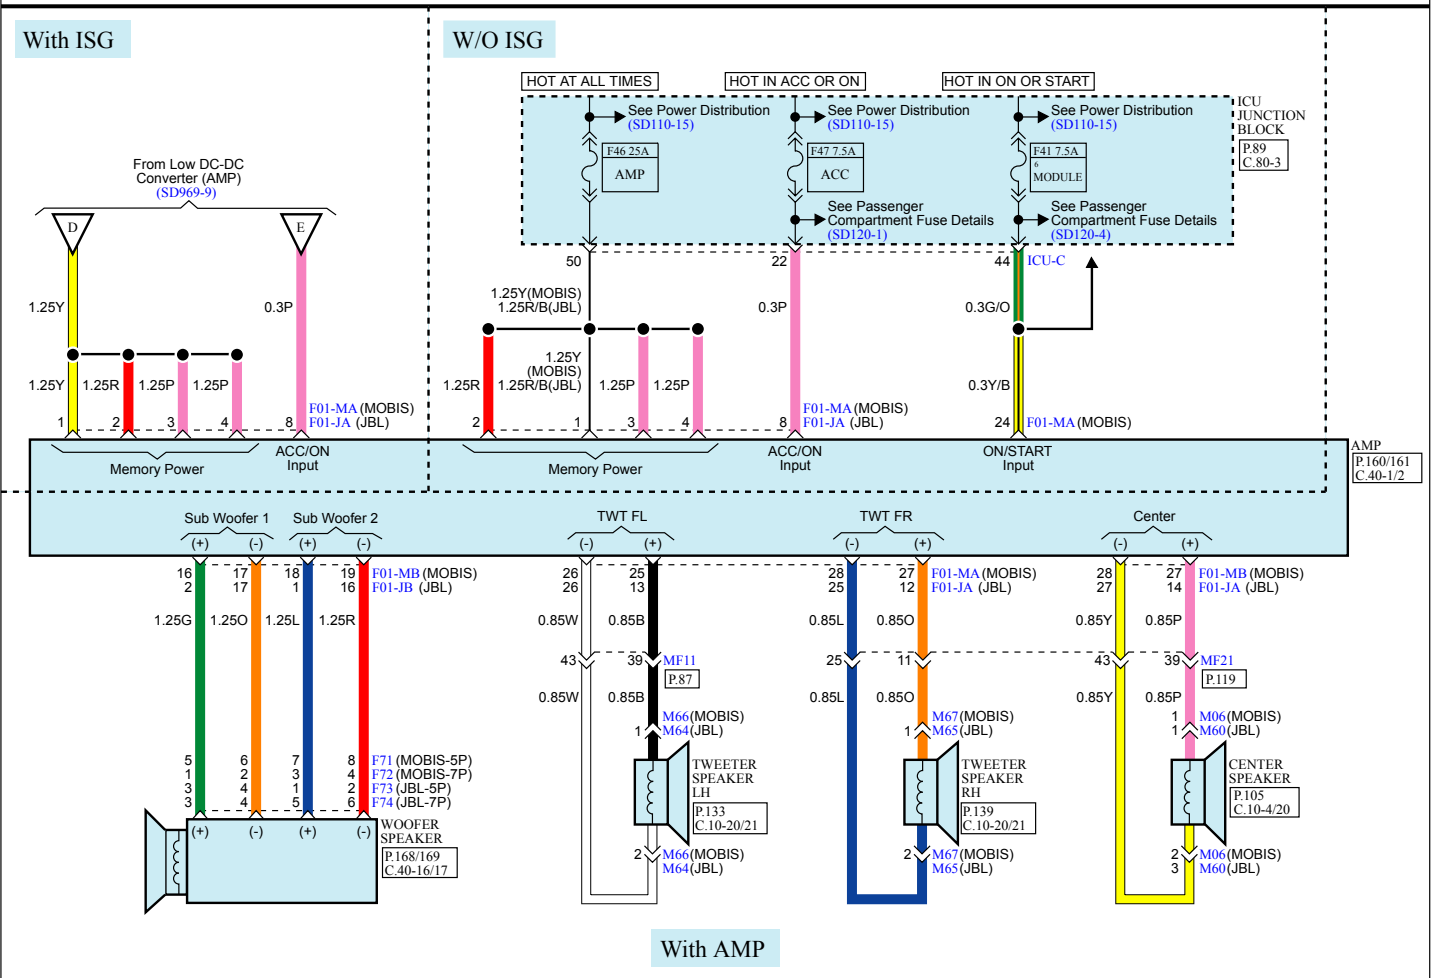 With ISG
W/O ISG
HOT AT ALL TIMES
HOT IN ACC OR ON
HOT IN ON OR START
See Power Distribution
(SD110-15)
See Power Distribution
(SD110-15)
See Power Distribution
(SD110-15)
ICU
JUNCTION
BLOCK
P.89
C.80-3
F46 25A
AMP
F47 7.5A
ACC
F41 7.5A
6
MODULE
See Passenger
Compartment Fuse Details
(SD120-1)
See Passenger
Compartment Fuse Details
(SD120-4)
From Low DC-DC
Converter (AMP)
(SD969-9)
D
E
50
22
44
ICU-C
1.25Y
0.3P
1.25Y(MOBIS)
1.25R/B(JBL)
0.3P
0.3G/O
1.25Y
1.25R
1.25P
1.25P
1.25R
1.25Y
(MOBIS)
1.25R/B(JBL)
1.25P
1.25P
0.3Y/B
1
2
3
4
8
F01-MA(MOBIS)
F01-JA (JBL)
2
1
3
4
8
F01-MA(MOBIS)
F01-JA (JBL)
24
F01-MA(MOBIS)
Memory Power
ACC/ON
Input
Memory Power
ACC/ON
Input
ON/START
Input
AMP
P.160/161
C.40-1/2
Sub Woofer 1
Sub Woofer 2
TWT FL
TWT FR
Center
(+)
(-)
(+)
(-)
(-)
(+)
(-)
(+)
(-)
(+)
16
17
18
19
F01-MB(MOBIS)
2
17
1
16
F01-JB (JBL)
26
25
26
13
28
27
F01-MA(MOBIS)
25
12
F01-JA (JBL)
28
27
F01-MB(MOBIS)
27
14
F01-JA (JBL)
1.25G
1.25O
1.25L
1.25R
0.85W
0.85B
0.85L
0.85O
0.85Y
0.85P
43
39
MF11
P.87
25
11
43
39
MF21
P.119
0.85W
0.85B
0.85L
0.85O
0.85Y
0.85P
M66(MOBIS)
1
M64(JBL)
M67(MOBIS)
1
M65(JBL)
1
M06(MOBIS)
1
M60(JBL)
5
6
7
8
F71(MOBIS-5P)
1
2
3
4
F72(MOBIS-7P)
3
4
1
2
F73(JBL-5P)
3
4
5
6
F74(JBL-7P)
(+)
(-)
(+)
(-)
WOOFER
SPEAKER
P.168/169
C.40-16/17
TWEETER
SPEAKER
LH
P.133
C.10-20/21
TWEETER
SPEAKER
RH
P.139
C.10-20/21
CENTER
SPEAKER
P.105
C.10-4/20
2
M66(MOBIS)
M64(JBL)
2
M67(MOBIS)
M65(JBL)
2
M06(MOBIS)
3
M60(JBL)
With AMP